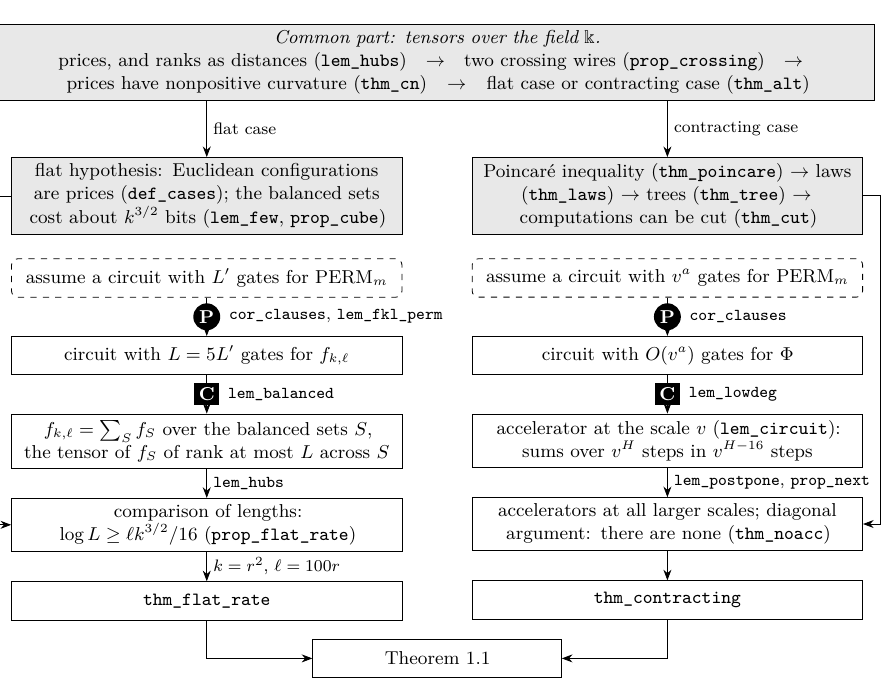 Common part: tensors over the field 𝕜.
prices, and ranks as distances (lem_hubs) → two crossing wires (prop_crossing) →
prices have nonpositive curvature (thm_cn) → flat case or contracting case (thm_alt)
flat case
contracting case
flat hypothesis: Euclidean configurations
are prices (def_cases); the balanced sets
cost about k^{3/2} bits (lem_few, prop_cube)
Poincaré inequality (thm_poincare) → laws
(thm_laws) → trees (thm_tree) →
computations can be cut (thm_cut)
assume a circuit with L′ gates for PERM_m
assume a circuit with v^a gates for PERM_m
P cor_clauses, lem_fkl_perm
P cor_clauses
circuit with L = 5L′ gates for f_{k,ℓ}
circuit with O(v^a) gates for Φ
C lem_balanced
C lem_lowdeg
f_{k,ℓ} = ∑_S f_S over the balanced sets S,
the tensor of f_S of rank at most L across S
accelerator at the scale v (lem_circuit):
sums over v^H steps in v^{H−16} steps
lem_hubs
lem_postpone, prop_next
comparison of lengths:
log L ≥ ℓk^{3/2}/16 (prop_flat_rate)
accelerators at all larger scales; diagonal
argument: there are none (thm_noacc)
k = r², ℓ = 100r
thm_flat_rate
thm_contracting
Theorem 1.1